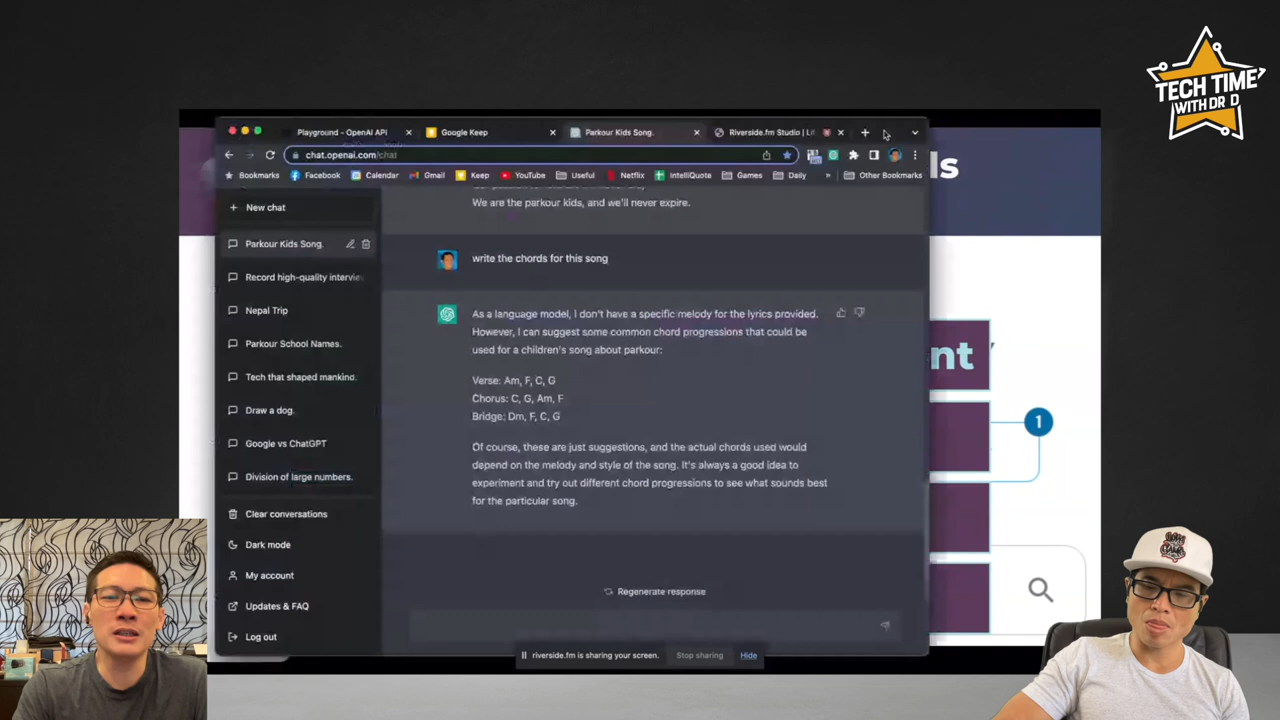 TECH TIME
WITH DR D
Playground - OpenAI API
Google Keep
Parkour Kids Song.
Riverside.fm Studio | Lif
chat.openai.com/chat
Bookmarks
Facebook
Calendar
Gmail
Keep
YouTube
Useful
Netflix
IntelliQuote
Games
Daily
»
Other Bookmarks
ls
New chat
Parkour Kids Song.
Record high-quality intervie
Nepal Trip
Parkour School Names.
Tech that shaped mankind.
Draw a dog.
Google vs ChatGPT
Division of large numbers.
Clear conversations
Dark mode
My account
Updates & FAQ
Log out
We are the parkour kids, and we'll never expire.
write the chords for this song
As a language model, I don't have a specific melody for the lyrics provided.
However, I can suggest some common chord progressions that could be
used for a children's song about parkour:
Verse: Am, F, C, G
Chorus: C, G, Am, F
Bridge: Dm, F, C, G
Of course, these are just suggestions, and the actual chords used would
depend on the melody and style of the song. It's always a good idea to
experiment and try out different chord progressions to see what sounds best
for the particular song.
Regenerate response
riverside.fm is sharing your screen.
Stop sharing
Hide
nt
1